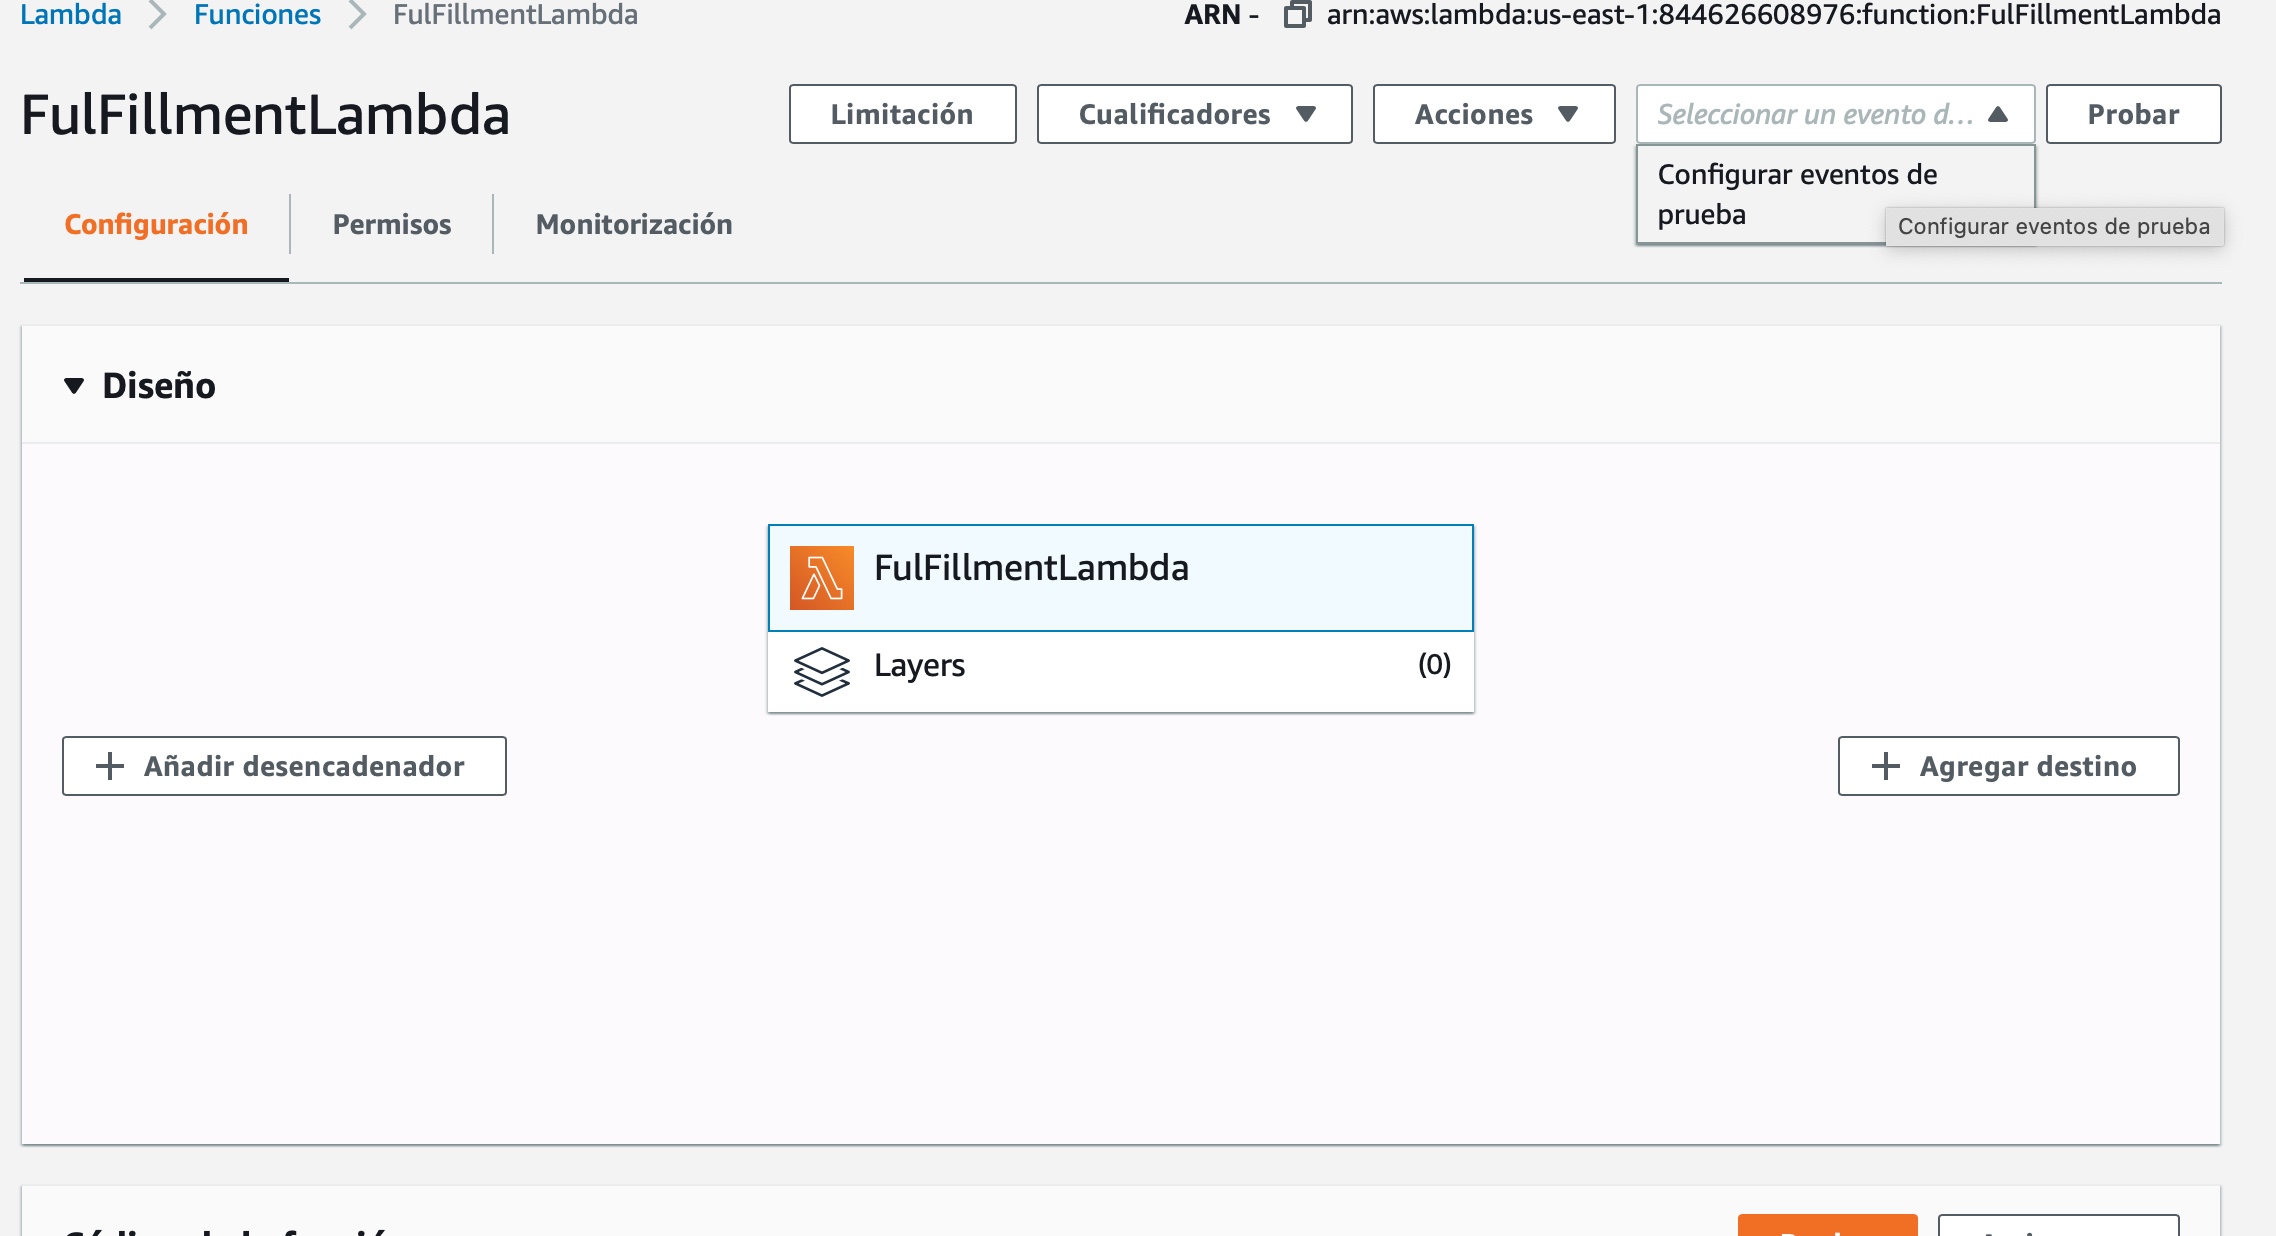 Lambda Funciones FulFillmentLambda ARN - arn:aws:lambda:us-east-1:844626608976:function:FulFillmentLambda
FulFillmentLambda Limitación Cualificadores Acciones Seleccionar un evento d... Probar
Configurar eventos de
prueba
Configurar eventos de prueba
Configuración Permisos Monitorización
Diseño
FulFillmentLambda
Layers (0)
Añadir desencadenador Agregar destino